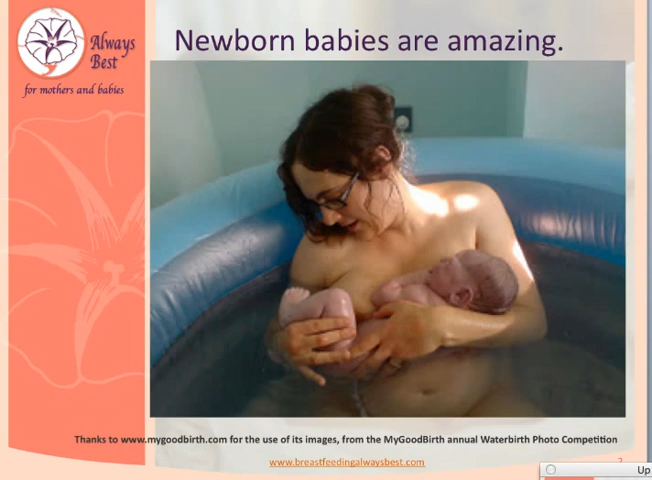 Always
Best
for mothers and babies
Newborn babies are amazing.
Thanks to www.mygoodbirth.com for the use of its images, from the MyGoodBirth annual Waterbirth Photo Competition
www.breastfeedingalwaysbest.com
2
Up